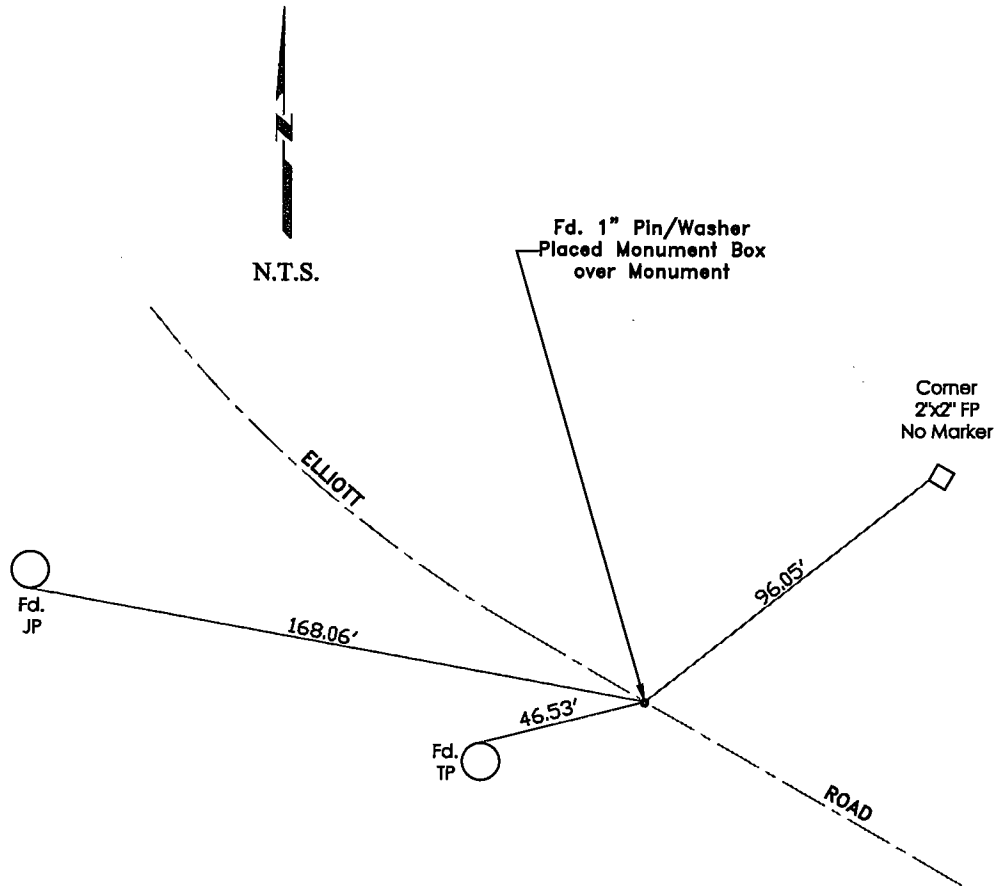 N
N.T.S.
Fd. 1" Pin/Washer
Placed Monument Box
over Monument
Corner
2"x2" FP
No Marker
ELLIOTT
96.05'
Fd.
JP
168.06'
46.53'
Fd.
TP
ROAD